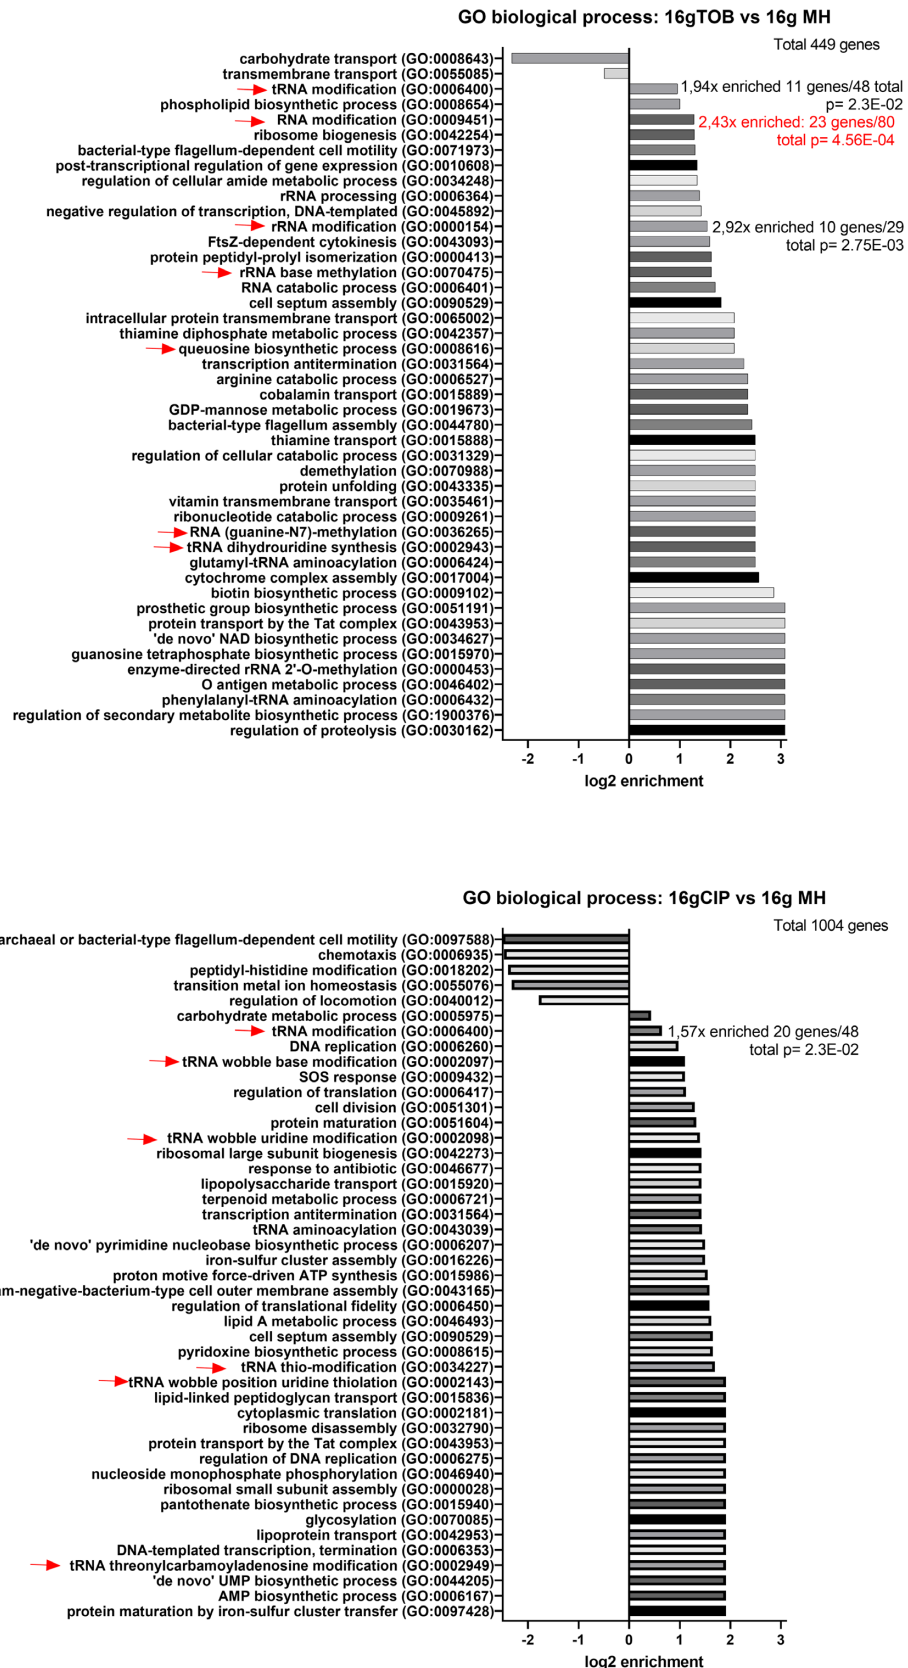 GO biological process: 16gTOB vs 16g MH
Total 449 genes
carbohydrate transport (GO:0008643)
transmembrane transport (GO:0055085)
tRNA modification (GO:0006400)
1,94x enriched 11 genes/48 total
p= 2.3E-02
phospholipid biosynthetic process (GO:0008654)
RNA modification (GO:0009451)
2,43x enriched: 23 genes/80
total p= 4.56E-04
ribosome biogenesis (GO:0042254)
bacterial-type flagellum-dependent cell motility (GO:0071973)
post-transcriptional regulation of gene expression (GO:0010608)
regulation of cellular amide metabolic process (GO:0034248)
rRNA processing (GO:0006364)
negative regulation of transcription, DNA-templated (GO:0045892)
rRNA modification (GO:0000154)
2,92x enriched 10 genes/29
total p= 2.75E-03
FtsZ-dependent cytokinesis (GO:0043093)
protein peptidyl-prolyl isomerization (GO:0000413)
rRNA base methylation (GO:0070475)
RNA catabolic process (GO:0006401)
cell septum assembly (GO:0090529)
intracellular protein transmembrane transport (GO:0065002)
thiamine diphosphate metabolic process (GO:0042357)
queuosine biosynthetic process (GO:0008616)
transcription antitermination (GO:0031564)
arginine catabolic process (GO:0006527)
cobalamin transport (GO:0015889)
GDP-mannose metabolic process (GO:0019673)
bacterial-type flagellum assembly (GO:0044780)
thiamine transport (GO:0015888)
regulation of cellular catabolic process (GO:0031329)
demethylation (GO:0070988)
protein unfolding (GO:0043335)
vitamin transmembrane transport (GO:0035461)
ribonucleotide catabolic process (GO:0009261)
RNA (guanine-N7)-methylation (GO:0036265)
tRNA dihydrouridine synthesis (GO:0002943)
glutamyl-tRNA aminoacylation (GO:0006424)
cytochrome complex assembly (GO:0017004)
biotin biosynthetic process (GO:0009102)
prosthetic group biosynthetic process (GO:0051191)
protein transport by the Tat complex (GO:0043953)
'de novo' NAD biosynthetic process (GO:0034627)
guanosine tetraphosphate biosynthetic process (GO:0015970)
enzyme-directed rRNA 2'-O-methylation (GO:0000453)
O antigen metabolic process (GO:0046402)
phenylalanyl-tRNA aminoacylation (GO:0006432)
regulation of secondary metabolite biosynthetic process (GO:1900376)
regulation of proteolysis (GO:0030162)
-2 -1 0 1 2 3
log2 enrichment
GO biological process: 16gCIP vs 16g MH
Total 1004 genes
archaeal or bacterial-type flagellum-dependent cell motility (GO:0097588)
chemotaxis (GO:0006935)
peptidyl-histidine modification (GO:0018202)
transition metal ion homeostasis (GO:0055076)
regulation of locomotion (GO:0040012)
carbohydrate metabolic process (GO:0005975)
tRNA modification (GO:0006400)
1,57x enriched 20 genes/48
total p= 2.3E-02
DNA replication (GO:0006260)
tRNA wobble base modification (GO:0002097)
SOS response (GO:0009432)
regulation of translation (GO:0006417)
cell division (GO:0051301)
protein maturation (GO:0051604)
tRNA wobble uridine modification (GO:0002098)
ribosomal large subunit biogenesis (GO:0042273)
response to antibiotic (GO:0046677)
lipopolysaccharide transport (GO:0015920)
terpenoid metabolic process (GO:0006721)
transcription antitermination (GO:0031564)
tRNA aminoacylation (GO:0043039)
'de novo' pyrimidine nucleobase biosynthetic process (GO:0006207)
iron-sulfur cluster assembly (GO:0016226)
proton motive force-driven ATP synthesis (GO:0015986)
am-negative-bacterium-type cell outer membrane assembly (GO:0043165)
regulation of translational fidelity (GO:0006450)
lipid A metabolic process (GO:0046493)
cell septum assembly (GO:0090529)
pyridoxine biosynthetic process (GO:0008615)
tRNA thio-modification (GO:0034227)
tRNA wobble position uridine thiolation (GO:0002143)
lipid-linked peptidoglycan transport (GO:0015836)
cytoplasmic translation (GO:0002181)
ribosome disassembly (GO:0032790)
protein transport by the Tat complex (GO:0043953)
regulation of DNA replication (GO:0006275)
nucleoside monophosphate phosphorylation (GO:0046940)
ribosomal small subunit assembly (GO:0000028)
pantothenate biosynthetic process (GO:0015940)
glycosylation (GO:0070085)
lipoprotein transport (GO:0042953)
DNA-templated transcription, termination (GO:0006353)
tRNA threonylcarbamoyladenosine modification (GO:0002949)
'de novo' UMP biosynthetic process (GO:0044205)
AMP biosynthetic process (GO:0006167)
protein maturation by iron-sulfur cluster transfer (GO:0097428)
-2 -1 0 1 2 3
log2 enrichment